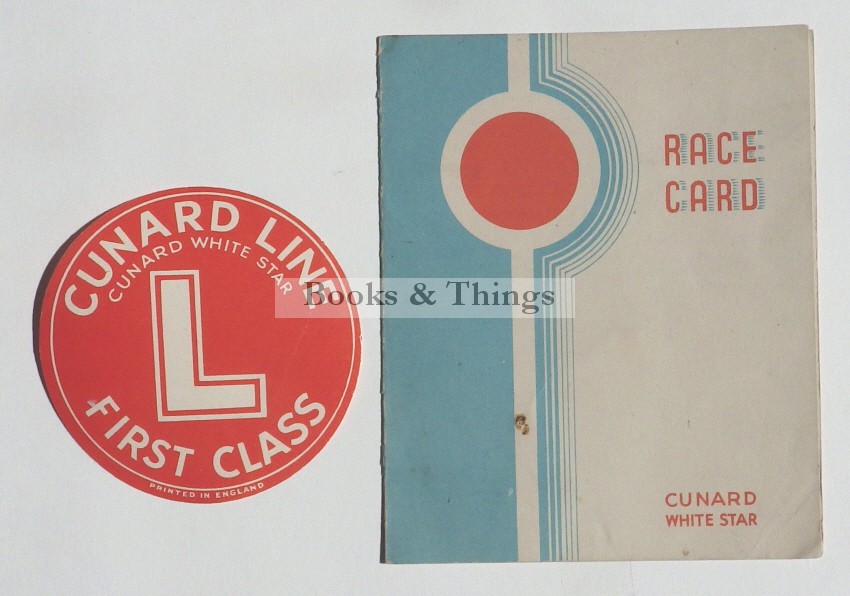 CUNARD LINE
CUNARD WHITE STAR
L
FIRST CLASS
PRINTED IN ENGLAND
RACE
CARD
CUNARD
WHITE STAR
Books & Things